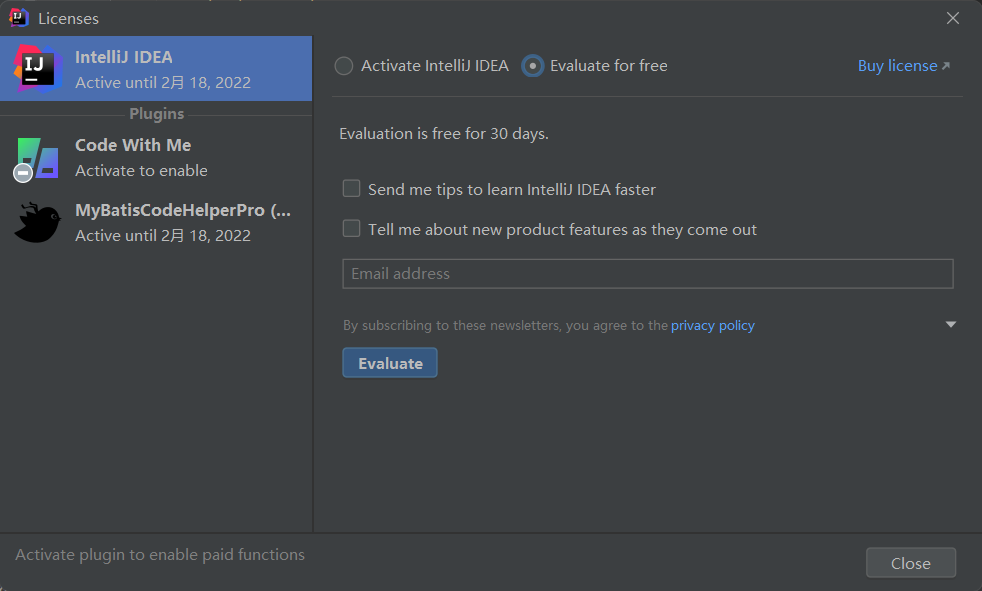 Licenses
IntelliJ IDEA
Active until 2月 18, 2022
Plugins
Code With Me
Activate to enable
MyBatisCodeHelperPro (...
Active until 2月 18, 2022
Activate IntelliJ IDEA
Evaluate for free
Buy license
Evaluation is free for 30 days.
Send me tips to learn IntelliJ IDEA faster
Tell me about new product features as they come out
Email address
By subscribing to these newsletters, you agree to the privacy policy
Evaluate
Activate plugin to enable paid functions
Close